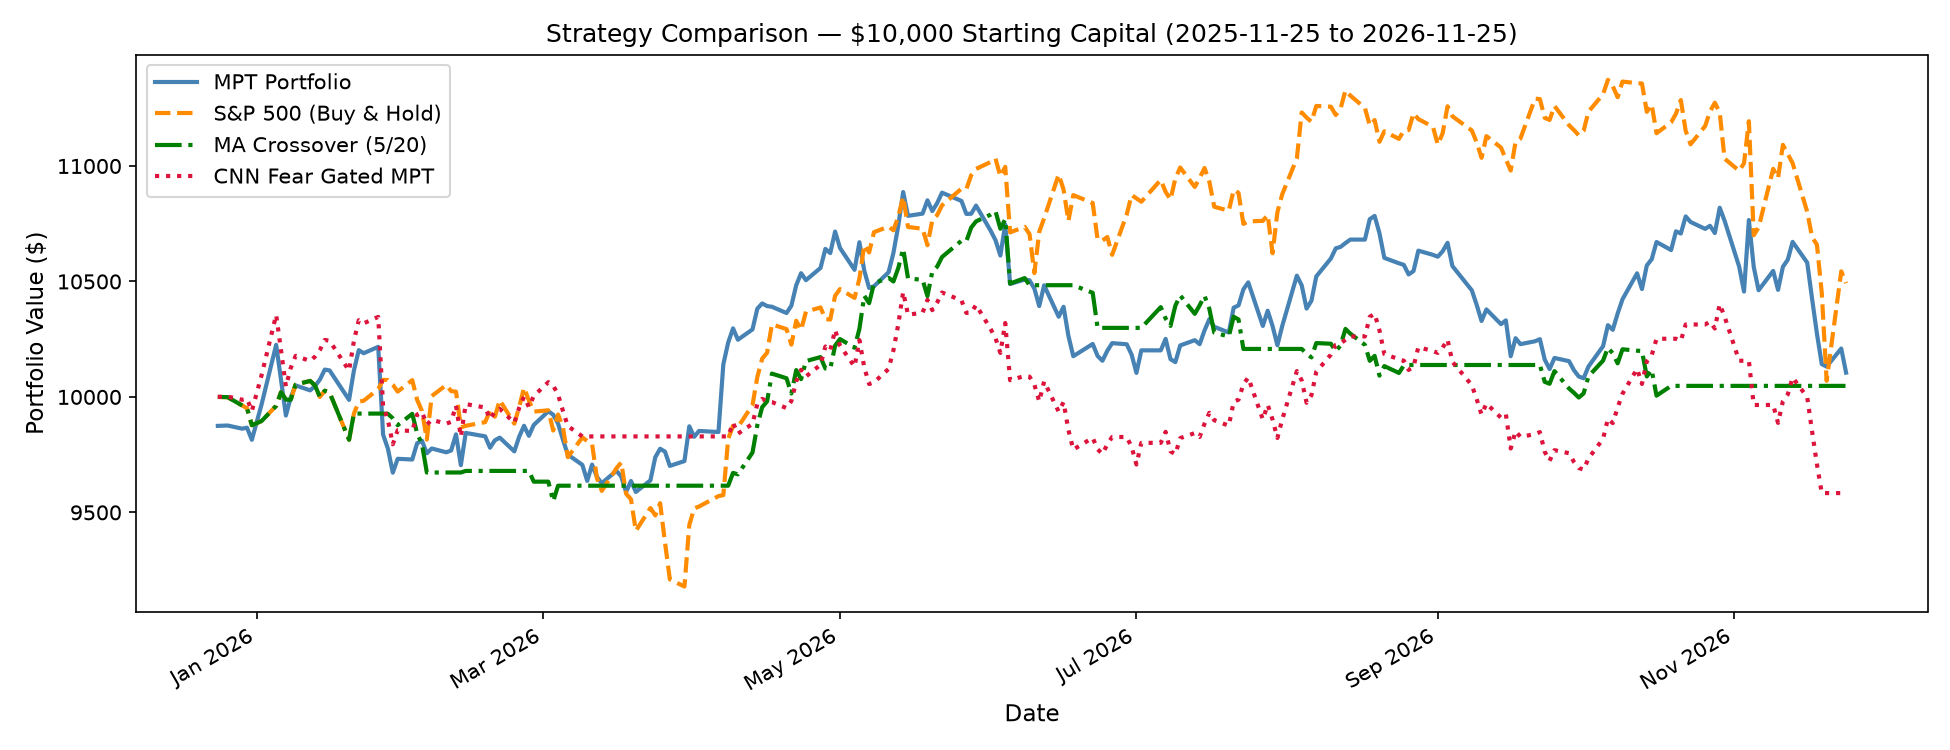 Strategy Comparison — $10,000 Starting Capital (2025-11-25 to 2026-11-25)
MPT Portfolio
S&P 500 (Buy & Hold)
MA Crossover (5/20)
CNN Fear Gated MPT
Portfolio Value ($)
11000
10500
10000
9500
Jan 2026
Mar 2026
May 2026
Jul 2026
Sep 2026
Nov 2026
Date